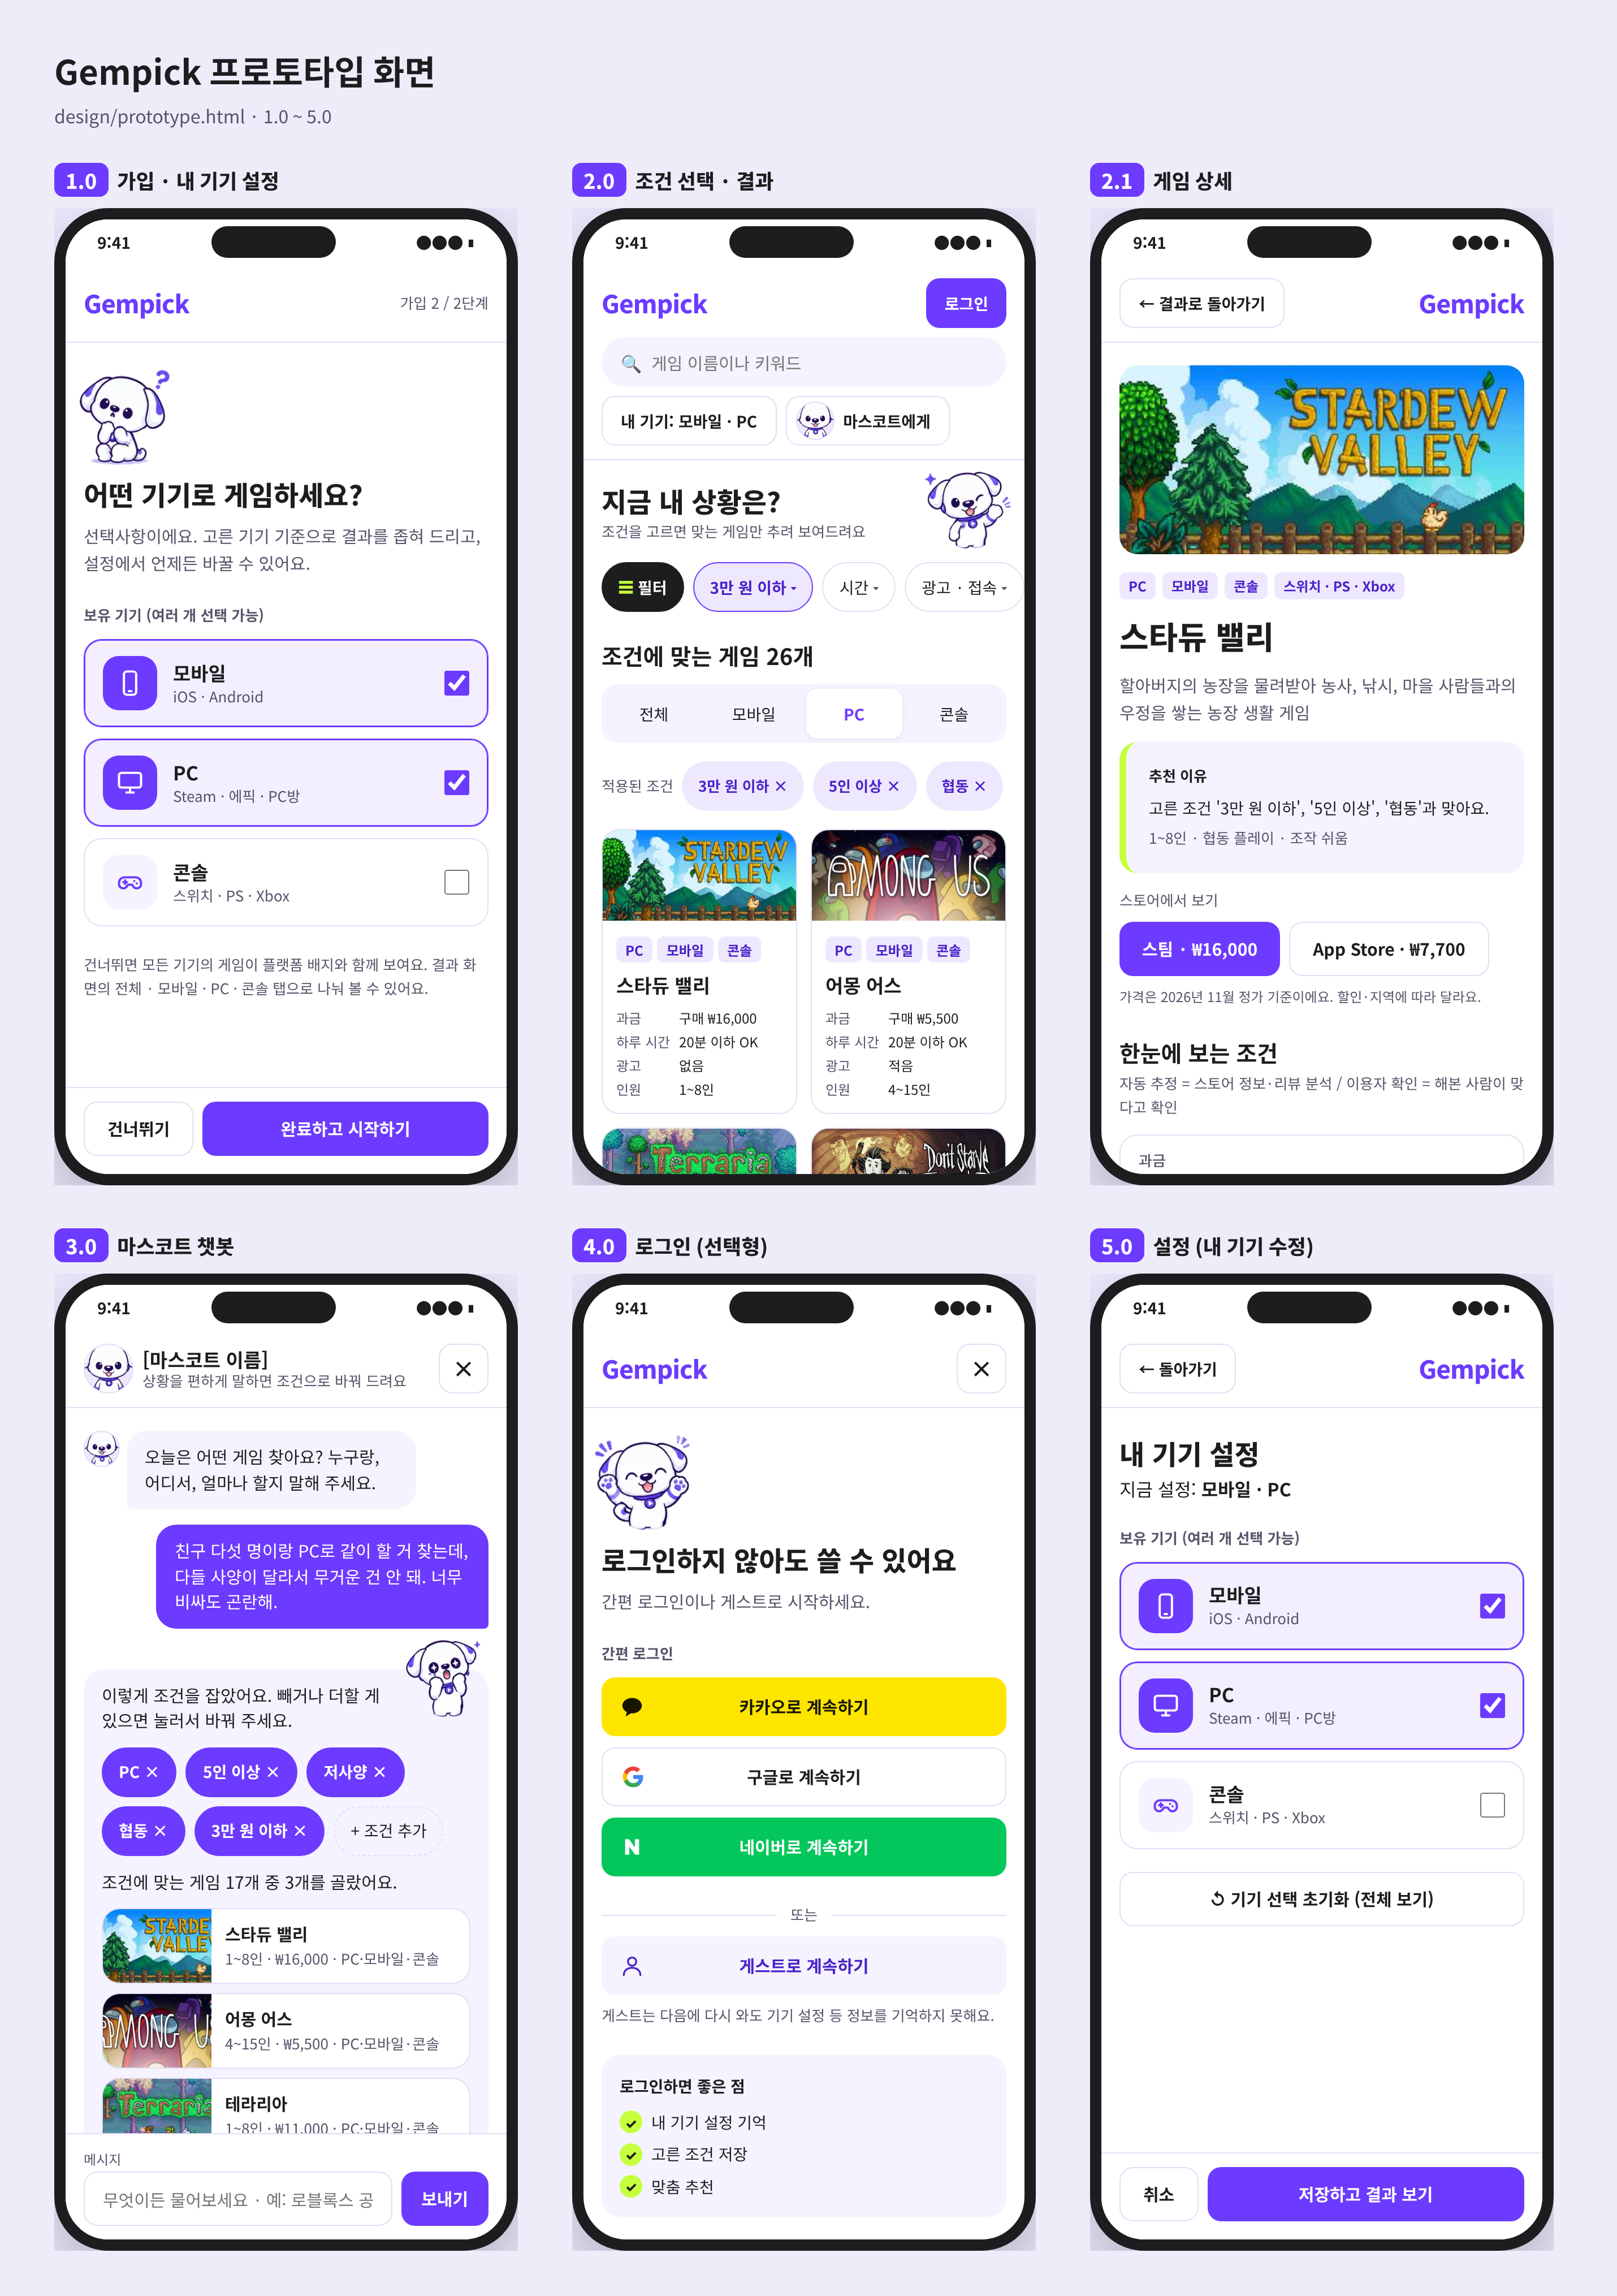 Gempick 프로토타입 화면
design/prototype.html · 1.0 ~ 5.0
1.0 가입 · 내 기기 설정
9:41
Gempick
가입 2 / 2단계
?
어떤 기기로 게임하세요?
선택사항이에요. 고른 기기 기준으로 결과를 좁혀 드리고,
설정에서 언제든 바꿀 수 있어요.
보유 기기 (여러 개 선택 가능)
모바일
iOS · Android
PC
Steam · 에픽 · PC방
콘솔
스위치 · PS · Xbox
건너뛰면 모든 기기의 게임이 플랫폼 배지와 함께 보여요. 결과 화
면의 전체 · 모바일 · PC · 콘솔 탭으로 나눠 볼 수 있어요.
건너뛰기
완료하고 시작하기
2.0 조건 선택 · 결과
9:41
Gempick
로그인
게임 이름이나 키워드
내 기기: 모바일 · PC
마스코트에게
지금 내 상황은?
조건을 고르면 맞는 게임만 추려 보여드려요
필터
3만 원 이하
시간
광고 · 접속
조건에 맞는 게임 26개
전체
모바일
PC
콘솔
적용된 조건
3만 원 이하 ×
5인 이상 ×
협동 ×
STARDEW
VALLEY
PC
모바일
콘솔
스타듀 밸리
과금 구매 ₩16,000
하루 시간 20분 이하 OK
광고 없음
인원 1~8인
AMONG US
PC
모바일
콘솔
어몽 어스
과금 구매 ₩5,500
하루 시간 20분 이하 OK
광고 적음
인원 4~15인
Terraria
Don't Starve
2.1 게임 상세
9:41
← 결과로 돌아가기
Gempick
STARDEW
VALLEY
PC
모바일
콘솔
스위치 · PS · Xbox
스타듀 밸리
할아버지의 농장을 물려받아 농사, 낚시, 마을 사람들과의
우정을 쌓는 농장 생활 게임
추천 이유
고른 조건 '3만 원 이하', '5인 이상', '협동'과 맞아요.
1~8인 · 협동 플레이 · 조작 쉬움
스토어에서 보기
스팀 · ₩16,000
App Store · ₩7,700
가격은 2026년 11월 정가 기준이에요. 할인·지역에 따라 달라요.
한눈에 보는 조건
자동 추정 = 스토어 정보·리뷰 분석 / 이용자 확인 = 해본 사람이 맞
다고 확인
과금
3.0 마스코트 챗봇
9:41
[마스코트 이름]
상황을 편하게 말하면 조건으로 바꿔 드려요
×
오늘은 어떤 게임 찾아요? 누구랑,
어디서, 얼마나 할지 말해 주세요.
친구 다섯 명이랑 PC로 같이 할 거 찾는데,
다들 사양이 달라서 무거운 건 안 돼. 너무
비싸도 곤란해.
이렇게 조건을 잡았어요. 빼거나 더할 게
있으면 눌러서 바꿔 주세요.
PC ×
5인 이상 ×
저사양 ×
협동 ×
3만 원 이하 ×
+ 조건 추가
조건에 맞는 게임 17개 중 3개를 골랐어요.
스타듀 밸리
1~8인 · ₩16,000 · PC·모바일·콘솔
어몽 어스
4~15인 · ₩5,500 · PC·모바일·콘솔
Terraria
테라리아
1~8인 · ₩11,000 · PC·모바일·콘솔
메시지
무엇이든 물어보세요 · 예: 로블록스 공
보내기
4.0 로그인 (선택형)
9:41
Gempick
×
로그인하지 않아도 쓸 수 있어요
간편 로그인이나 게스트로 시작하세요.
간편 로그인
카카오로 계속하기
G 구글로 계속하기
N 네이버로 계속하기
또는
게스트로 계속하기
게스트는 다음에 다시 와도 기기 설정 등 정보를 기억하지 못해요.
로그인하면 좋은 점
내 기기 설정 기억
고른 조건 저장
맞춤 추천
5.0 설정 (내 기기 수정)
9:41
← 돌아가기
Gempick
내 기기 설정
지금 설정: 모바일 · PC
보유 기기 (여러 개 선택 가능)
모바일
iOS · Android
PC
Steam · 에픽 · PC방
콘솔
스위치 · PS · Xbox
기기 선택 초기화 (전체 보기)
취소
저장하고 결과 보기